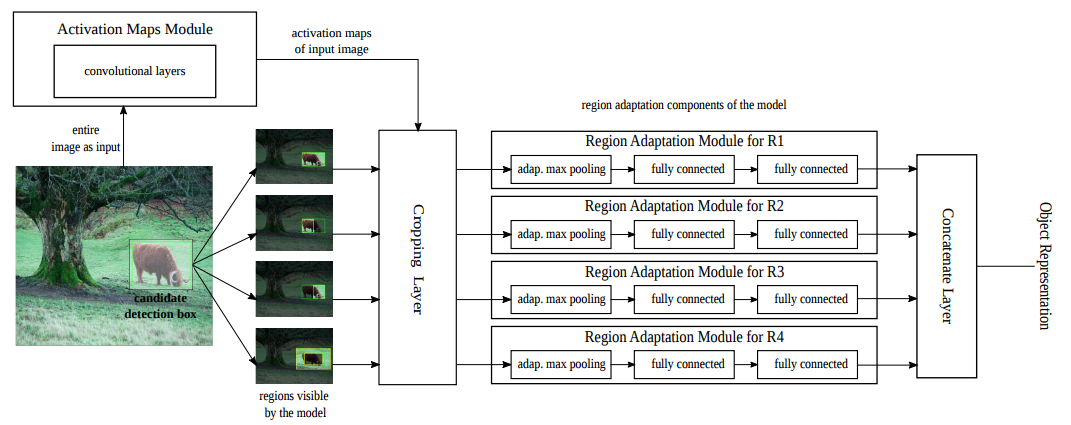 Activation Maps Module
convolutional layers
activation maps
of input image
entire
image as input
candidate
detection box
regions visible
by the model
Cropping Layer
region adaptation components of the model
Region Adaptation Module for R1
adap. max pooling
fully connected
fully connected
Region Adaptation Module for R2
adap. max pooling
fully connected
fully connected
Region Adaptation Module for R3
adap. max pooling
fully connected
fully connected
Region Adaptation Module for R4
adap. max pooling
fully connected
fully connected
Concatenate Layer
Object Representation